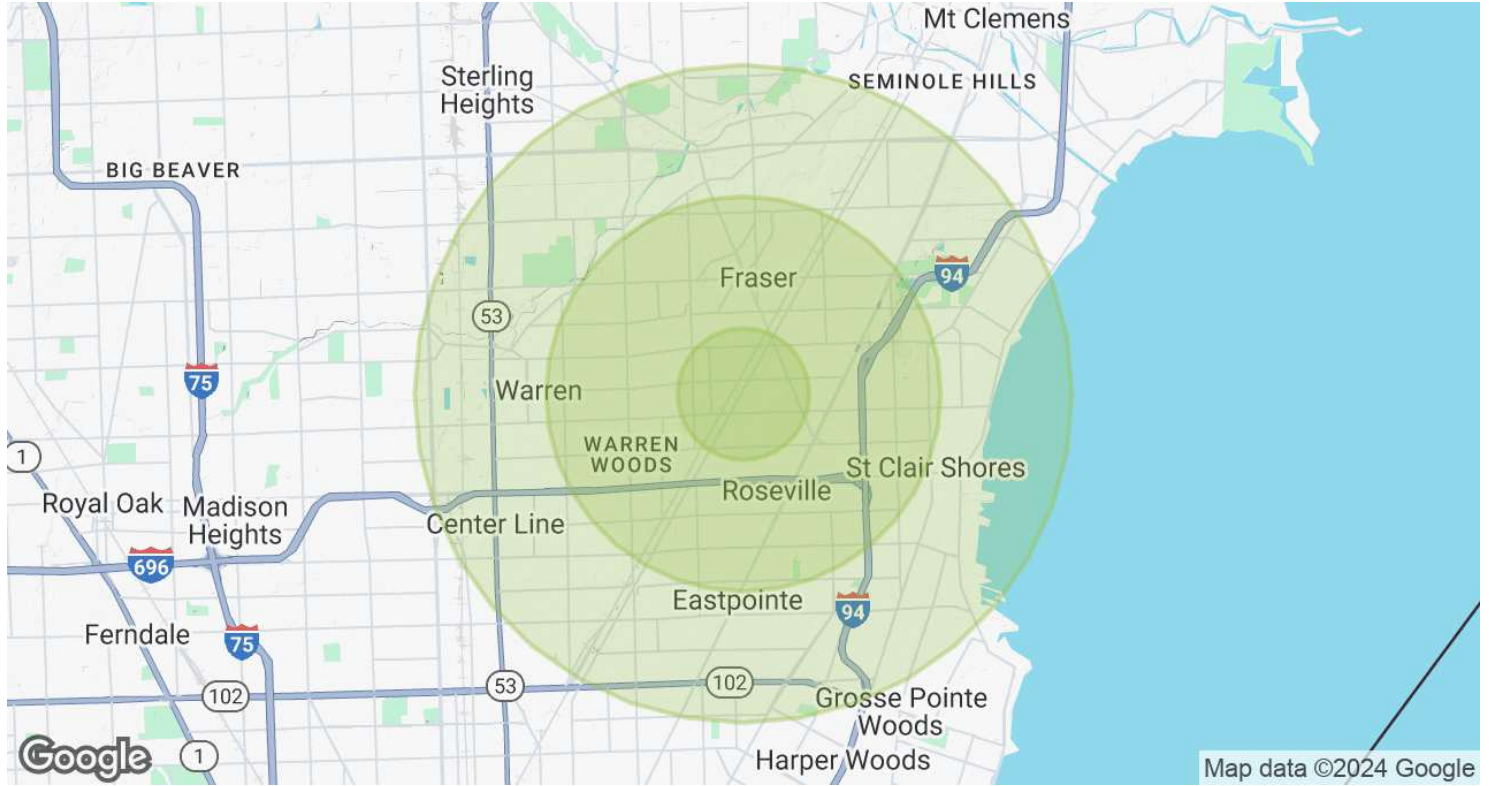 Mt Clemens
Sterling
Heights
SEMINOLE HILLS
BIG BEAVER
Fraser
94
53
75
Warren
WARREN
WOODS
1
St Clair Shores
Royal Oak
Madison
Heights
Roseville
Center Line
696
Eastpointe
94
Ferndale
75
102
53
102
Grosse Pointe
Woods
Google
1
Harper Woods
Map data ©2024 Google